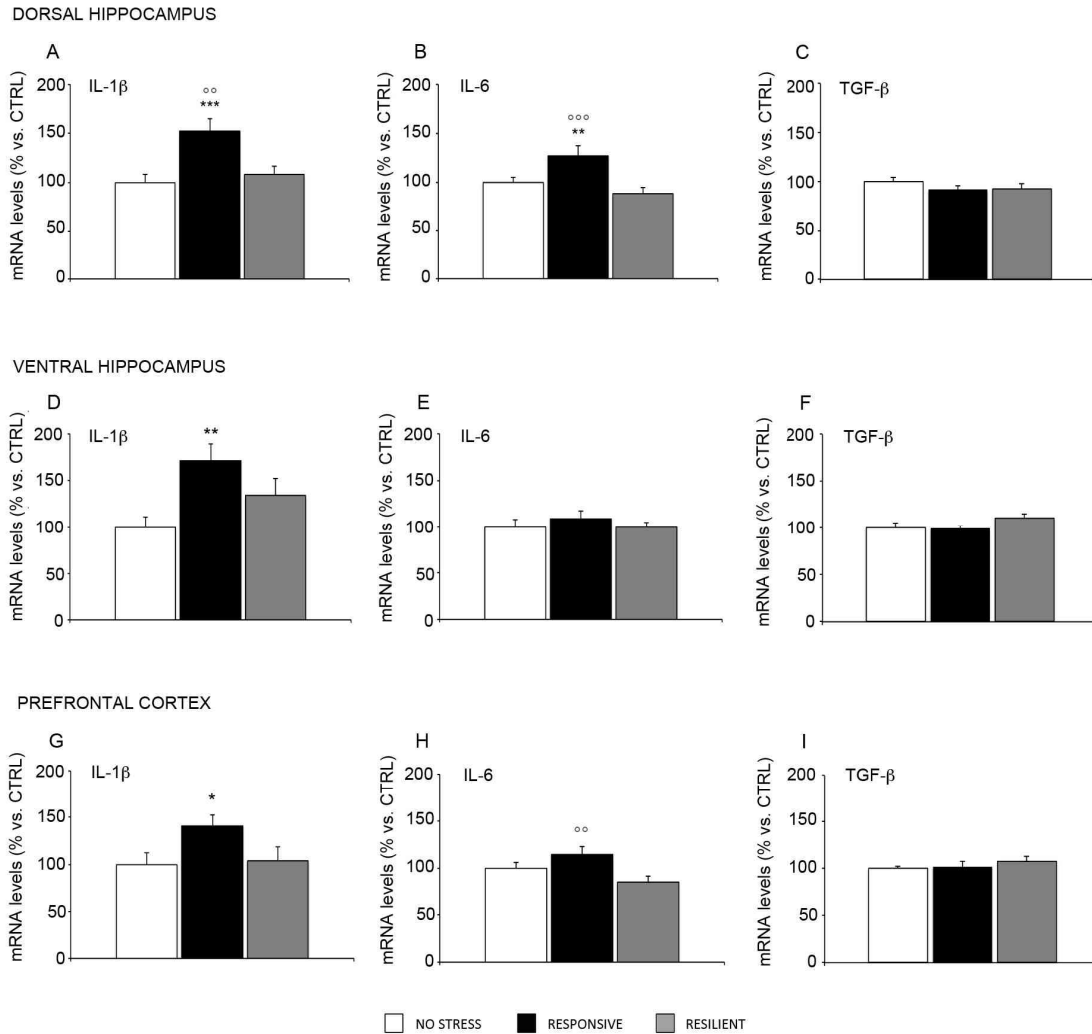 DORSAL HIPPOCAMPUS
A
B
C
mRNA levels (% vs. CTRL)
200
150
100
50
0
IL-1β
°°
***
mRNA levels (% vs. CTRL)
200
150
100
50
0
IL-6
°°°
**
mRNA levels (% vs. CTRL)
200
150
100
50
0
TGF-β
VENTRAL HIPPOCAMPUS
D
E
F
mRNA levels (% vs. CTRL)
200
150
100
50
0
IL-1β
**
mRNA levels (% vs. CTRL)
200
150
100
50
0
IL-6
mRNA levels (% vs. CTRL)
200
150
100
50
0
TGF-β
PREFRONTAL CORTEX
G
H
I
mRNA levels (% vs. CTRL)
200
150
100
50
0
IL-1β
*
mRNA levels (% vs. CTRL)
200
150
100
50
0
IL-6
°°
mRNA levels (% vs. CTRL)
200
150
100
50
0
TGF-β
NO STRESS RESPONSIVE RESILIENT